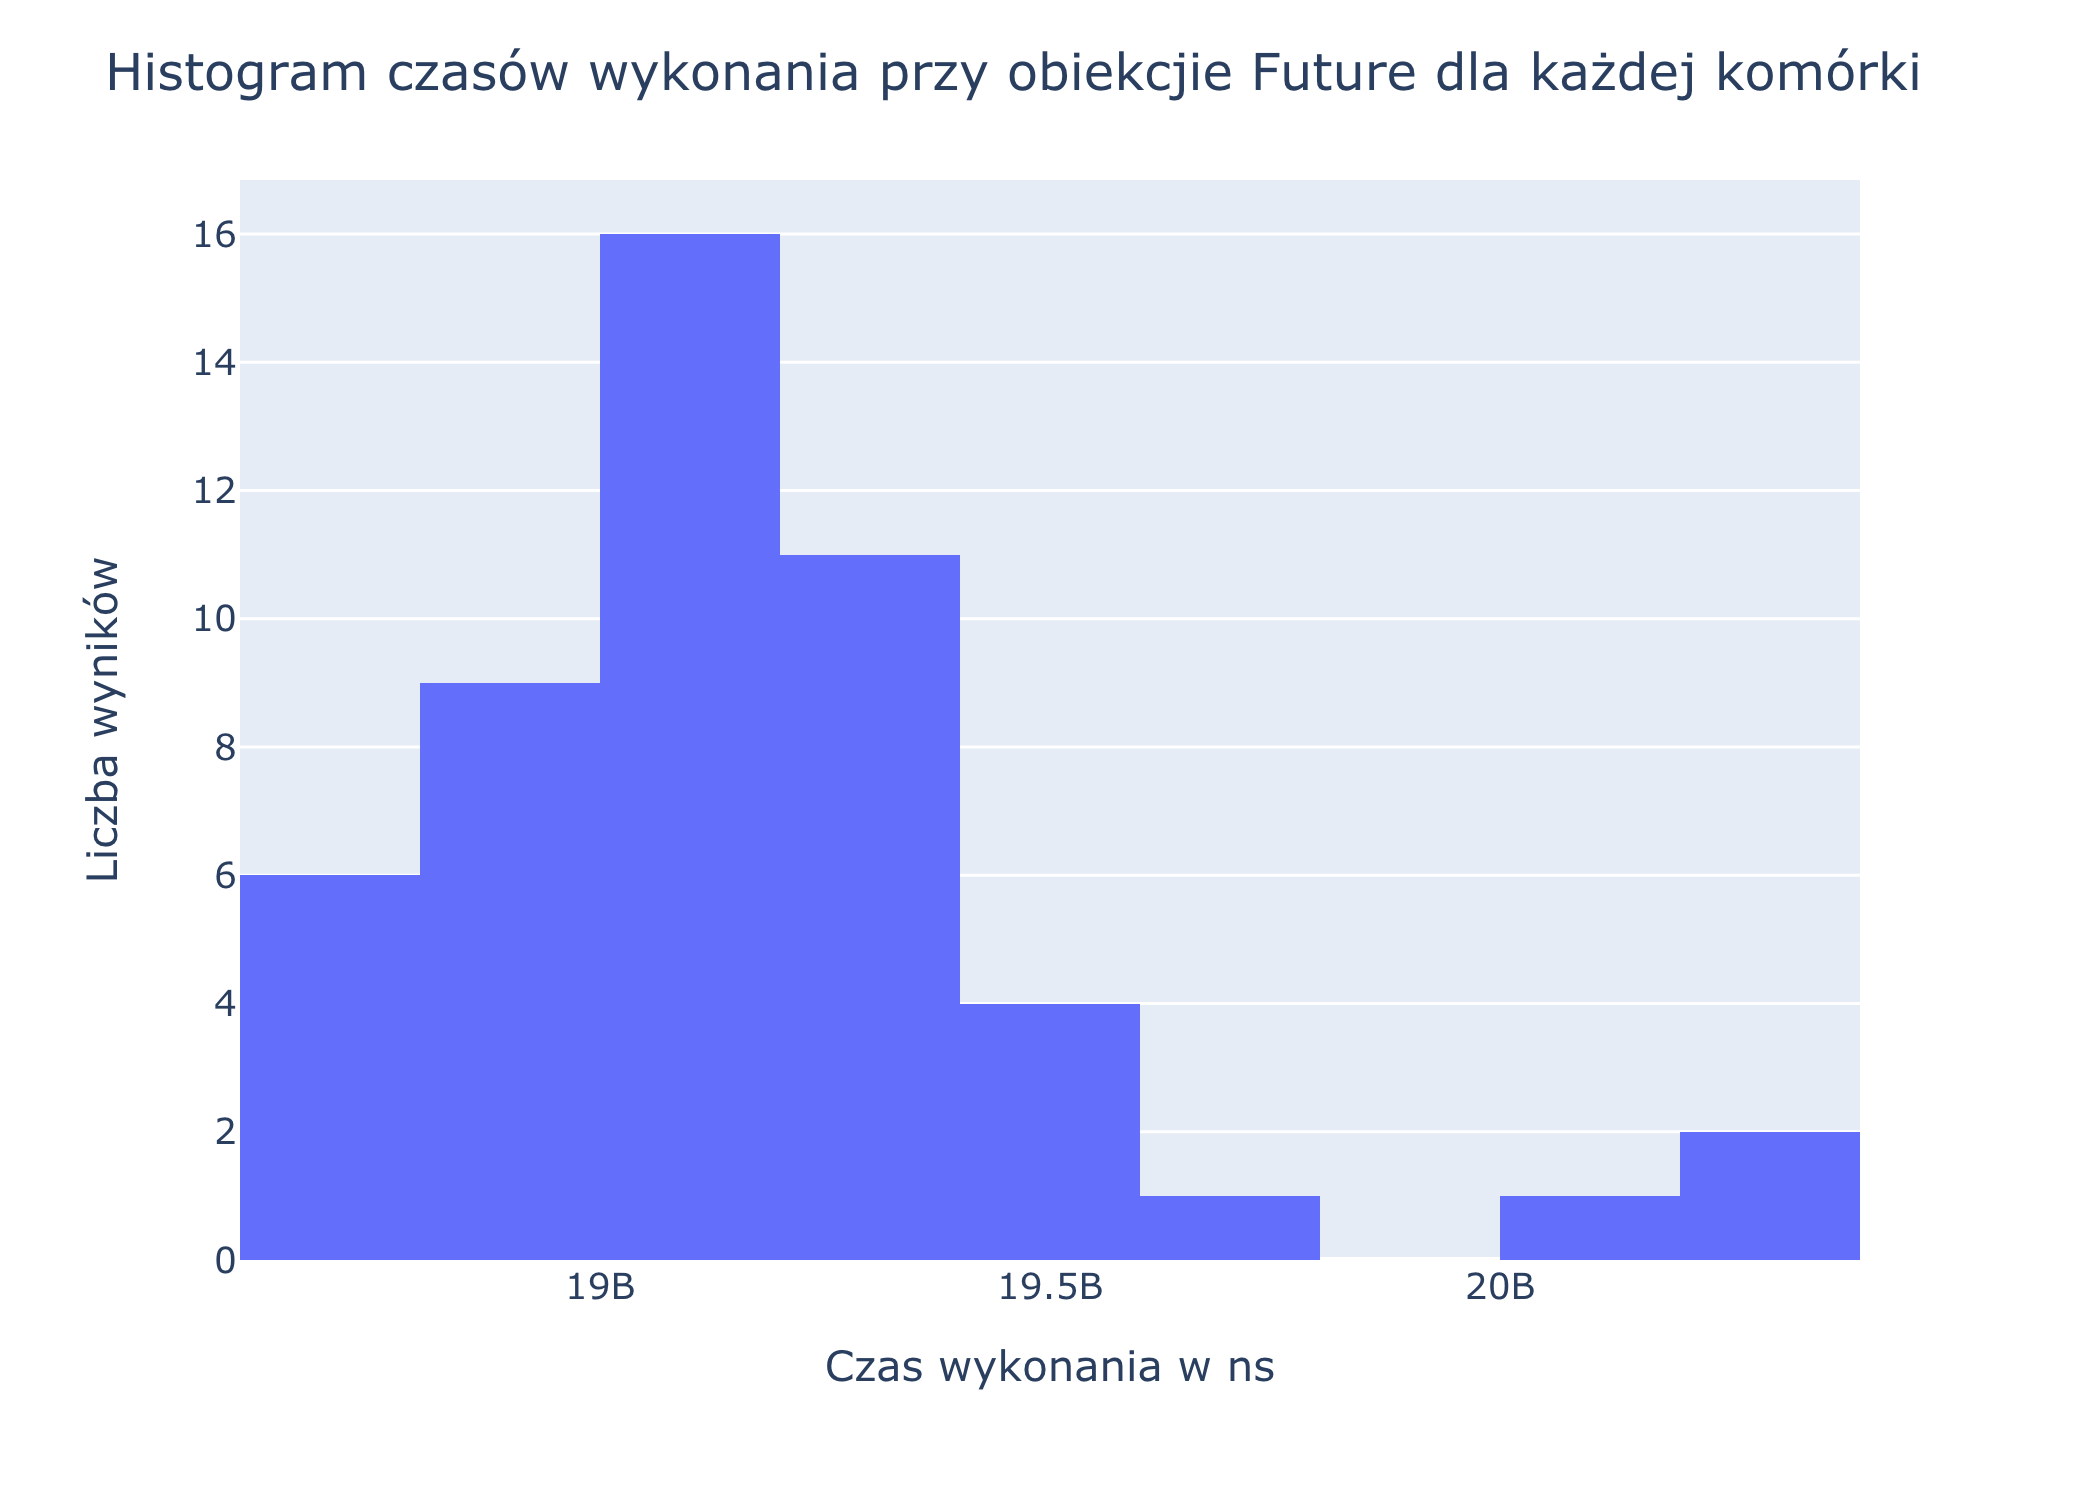 Histogram czasów wykonania przy obiekcjie Future dla każdej komórki
16
14
12
10
8
6
4
2
0
Liczba wyników
19B
19.5B
20B
Czas wykonania w ns